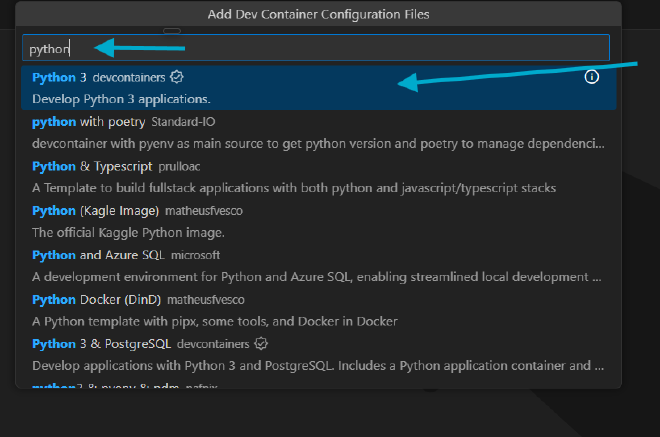 Add Dev Container Configuration Files
python
Python 3 devcontainers
Develop Python 3 applications.
python with poetry Standard-IO
devcontainer with pyenv as main source to get python version and poetry to manage dependenci...
Python & Typescript prulloac
A Template to build fullstack applications with both python and javascript/typescript stacks
Python (Kagle Image) matheusfvesco
The official Kaggle Python image.
Python and Azure SQL microsoft
A development environment for Python and Azure SQL, enabling streamlined local development ...
Python Docker (DinD) matheusfvesco
A Python template with pipx, some tools, and Docker in Docker
Python 3 & PostgreSQL devcontainers
Develop applications with Python 3 and PostgreSQL. Includes a Python application container and ...